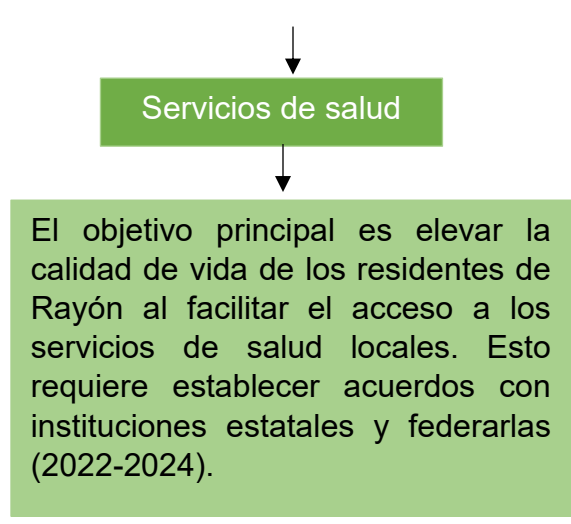 Servicios de salud
El objetivo principal es elevar la
calidad de vida de los residentes de
Rayón al facilitar el acceso a los
servicios de salud locales. Esto
requiere establecer acuerdos con
instituciones estatales y federarlas
(2022-2024).